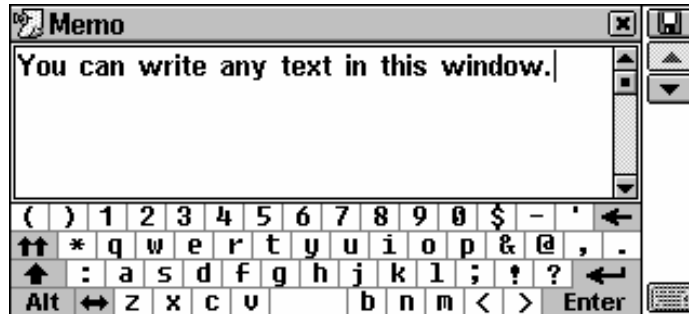 Memo
You can write any text in this window.
( ) 1 2 3 4 5 6 7 8 9 0 $ - '
* q w e r t y u i o p & @ , .
: a s d f g h j k l ; ! ?
Alt z x c v b n m < > Enter